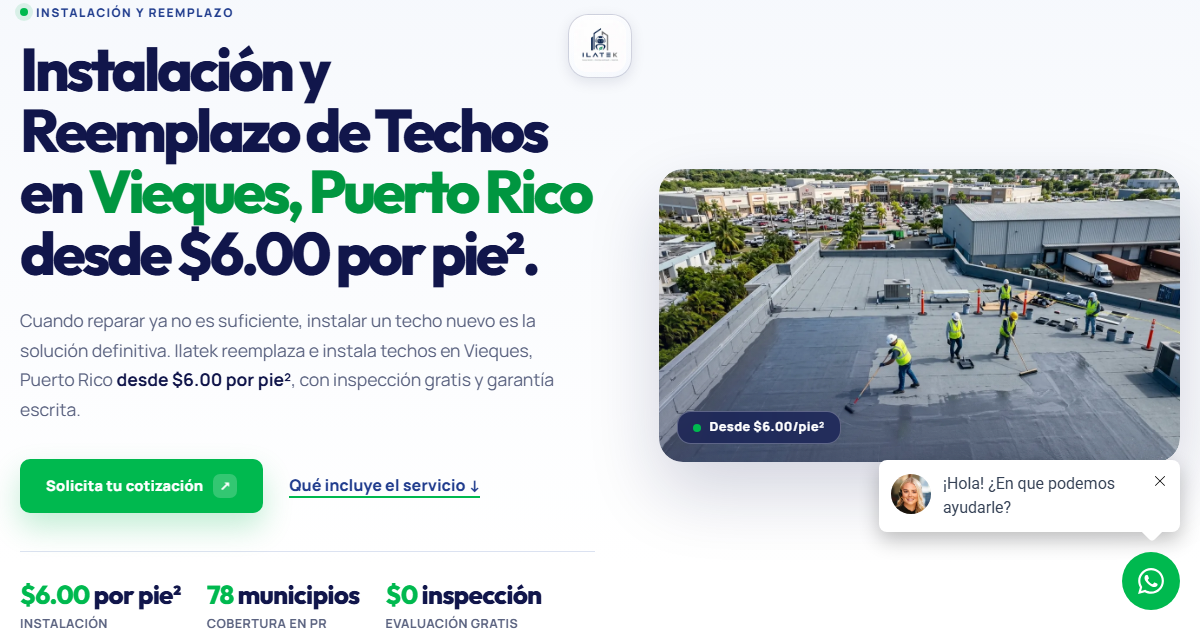 INSTALACIÓN Y REEMPLAZO
ILATEK
Instalación y
Reemplazo de Techos
en Vieques, Puerto Rico
desde $6.00 por pie².
Cuando reparar ya no es suficiente, instalar un techo nuevo es la
solución definitiva. Ilatek reemplaza e instala techos en Vieques,
Puerto Rico desde $6.00 por pie², con inspección gratis y garantía
escrita.
Solicita tu cotización ↗
Qué incluye el servicio ↓
$6.00 por pie²
INSTALACIÓN
78 municipios
COBERTURA EN PR
$0 inspección
EVALUACIÓN GRATIS
Desde $6.00/pie²
¡Hola! ¿En que podemos
ayudarle?